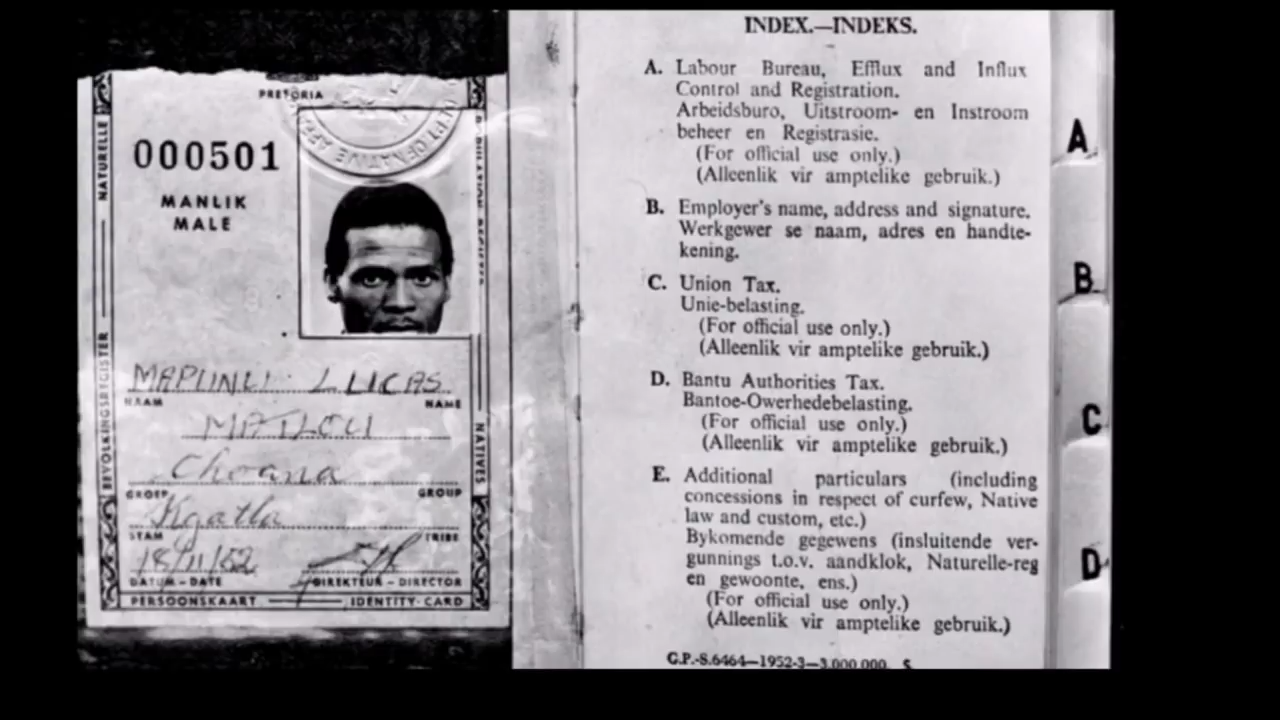 PRETORIA
000501
MANLIK
MALE
NATURELLE
BEVOLKINGSREGISTER
NATIVES
LUCAS
NAAM NAME
MATLOU
Choana
GROEP GROUP
Kgatla
STAM TRIBE
18/11/52
DATUM - DATE DIREKTEUR - DIRECTOR
PERSOONSKAART IDENTITY CARD
INDEX.—INDEKS.
A. Labour Bureau, Efflux and Influx
Control and Registration.
Arbeidsburo, Uitstroom- en Instroom
beheer en Registrasie.
(For official use only.)
(Alleenlik vir amptelike gebruik.)
B. Employer's name, address and signature.
Werkgewer se naam, adres en handte-
kening.
C. Union Tax.
Unie-belasting.
(For official use only.)
(Alleenlik vir amptelike gebruik.)
D. Bantu Authorities Tax.
Bantoe-Owerhedebelasting.
(For official use only.)
(Alleenlik vir amptelike gebruik.)
E. Additional particulars (including
concessions in respect of curfew, Native
law and custom, etc.)
Bykomende gegewens (insluitende ver-
gunnings t.o.v. aandklok, Naturelle-reg
en gewoonte, ens.)
(For official use only.)
(Alleenlik vir amptelike gebruik.)
G.P.-S.6464—1952-3—3,000,000. S.
A
B
C
D